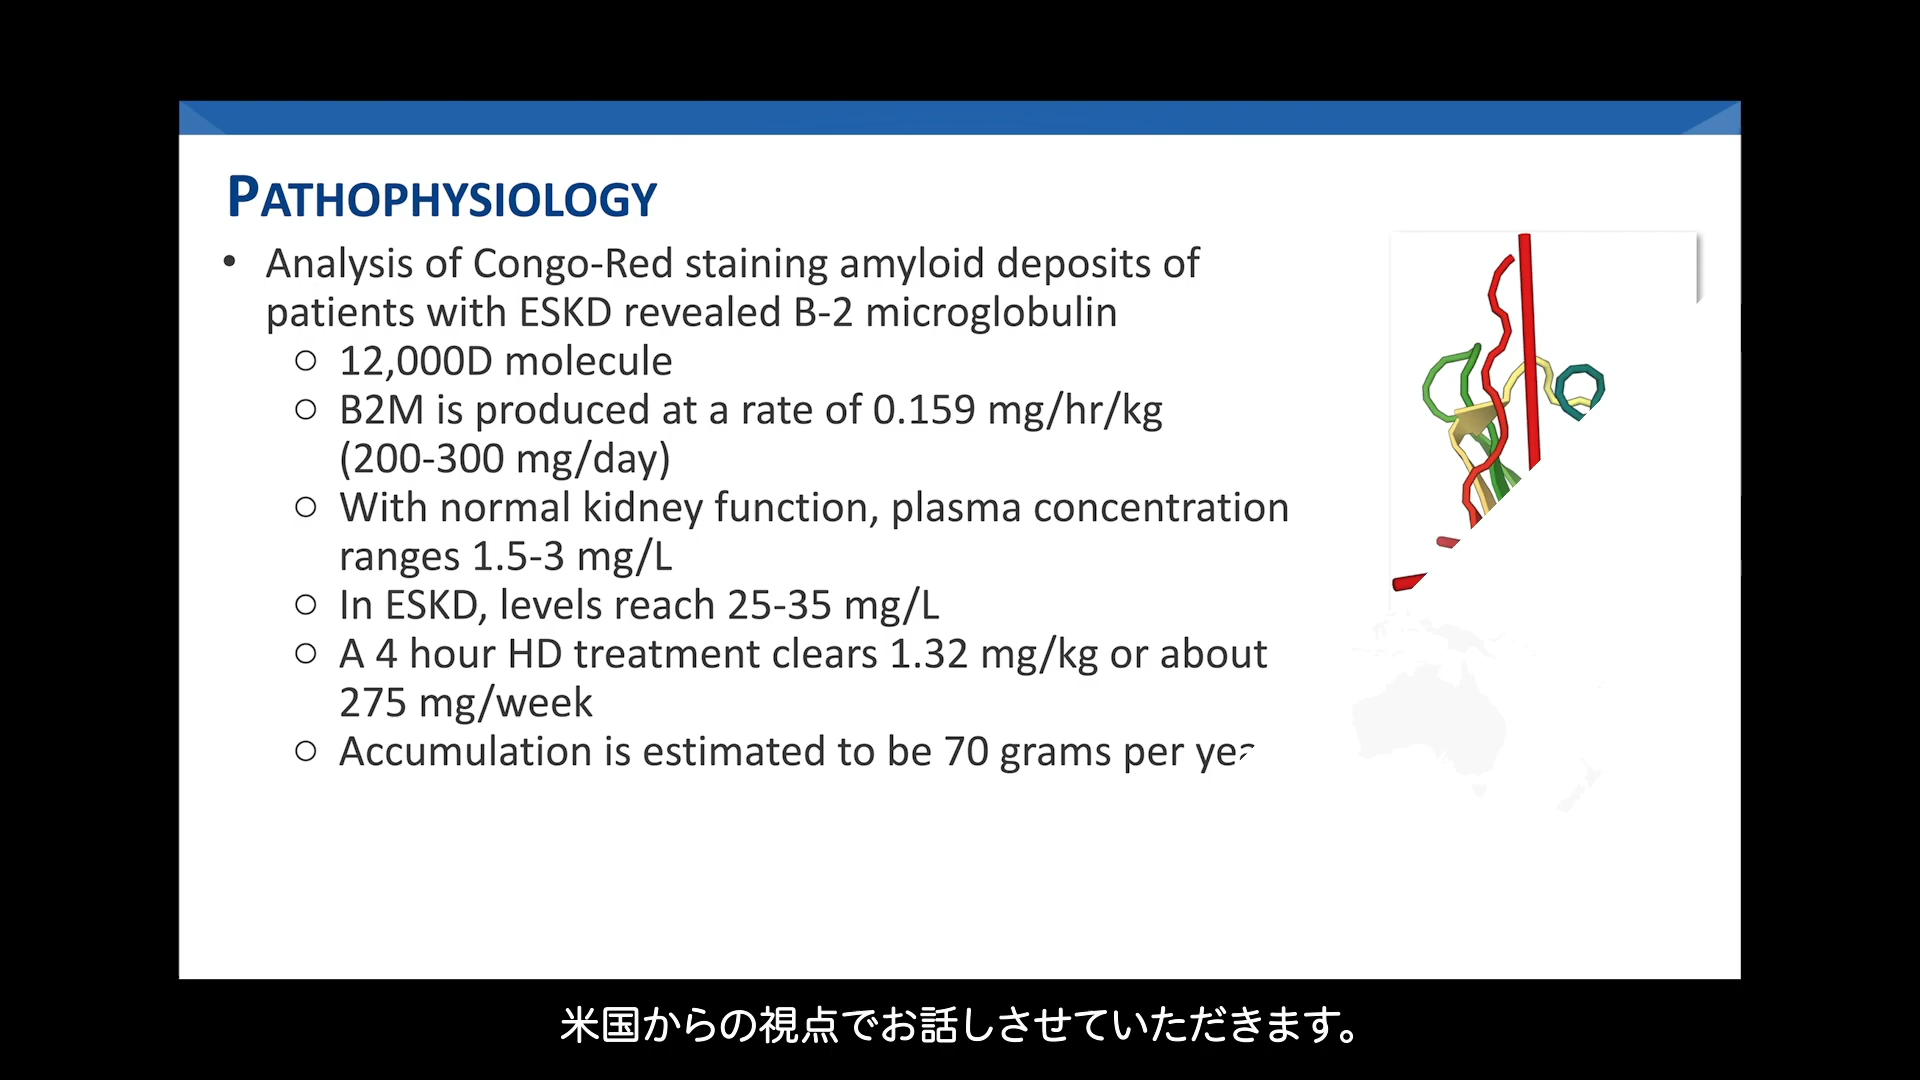 PATHOPHYSIOLOGY
• Analysis of Congo-Red staining amyloid deposits of
patients with ESKD revealed B-2 microglobulin
○ 12,000D molecule
○ B2M is produced at a rate of 0.159 mg/hr/kg
(200-300 mg/day)
○ With normal kidney function, plasma concentration
ranges 1.5-3 mg/L
○ In ESKD, levels reach 25-35 mg/L
○ A 4 hour HD treatment clears 1.32 mg/kg or about
275 mg/week
○ Accumulation is estimated to be 70 grams per
米国からの視点でお話しさせていただきます。